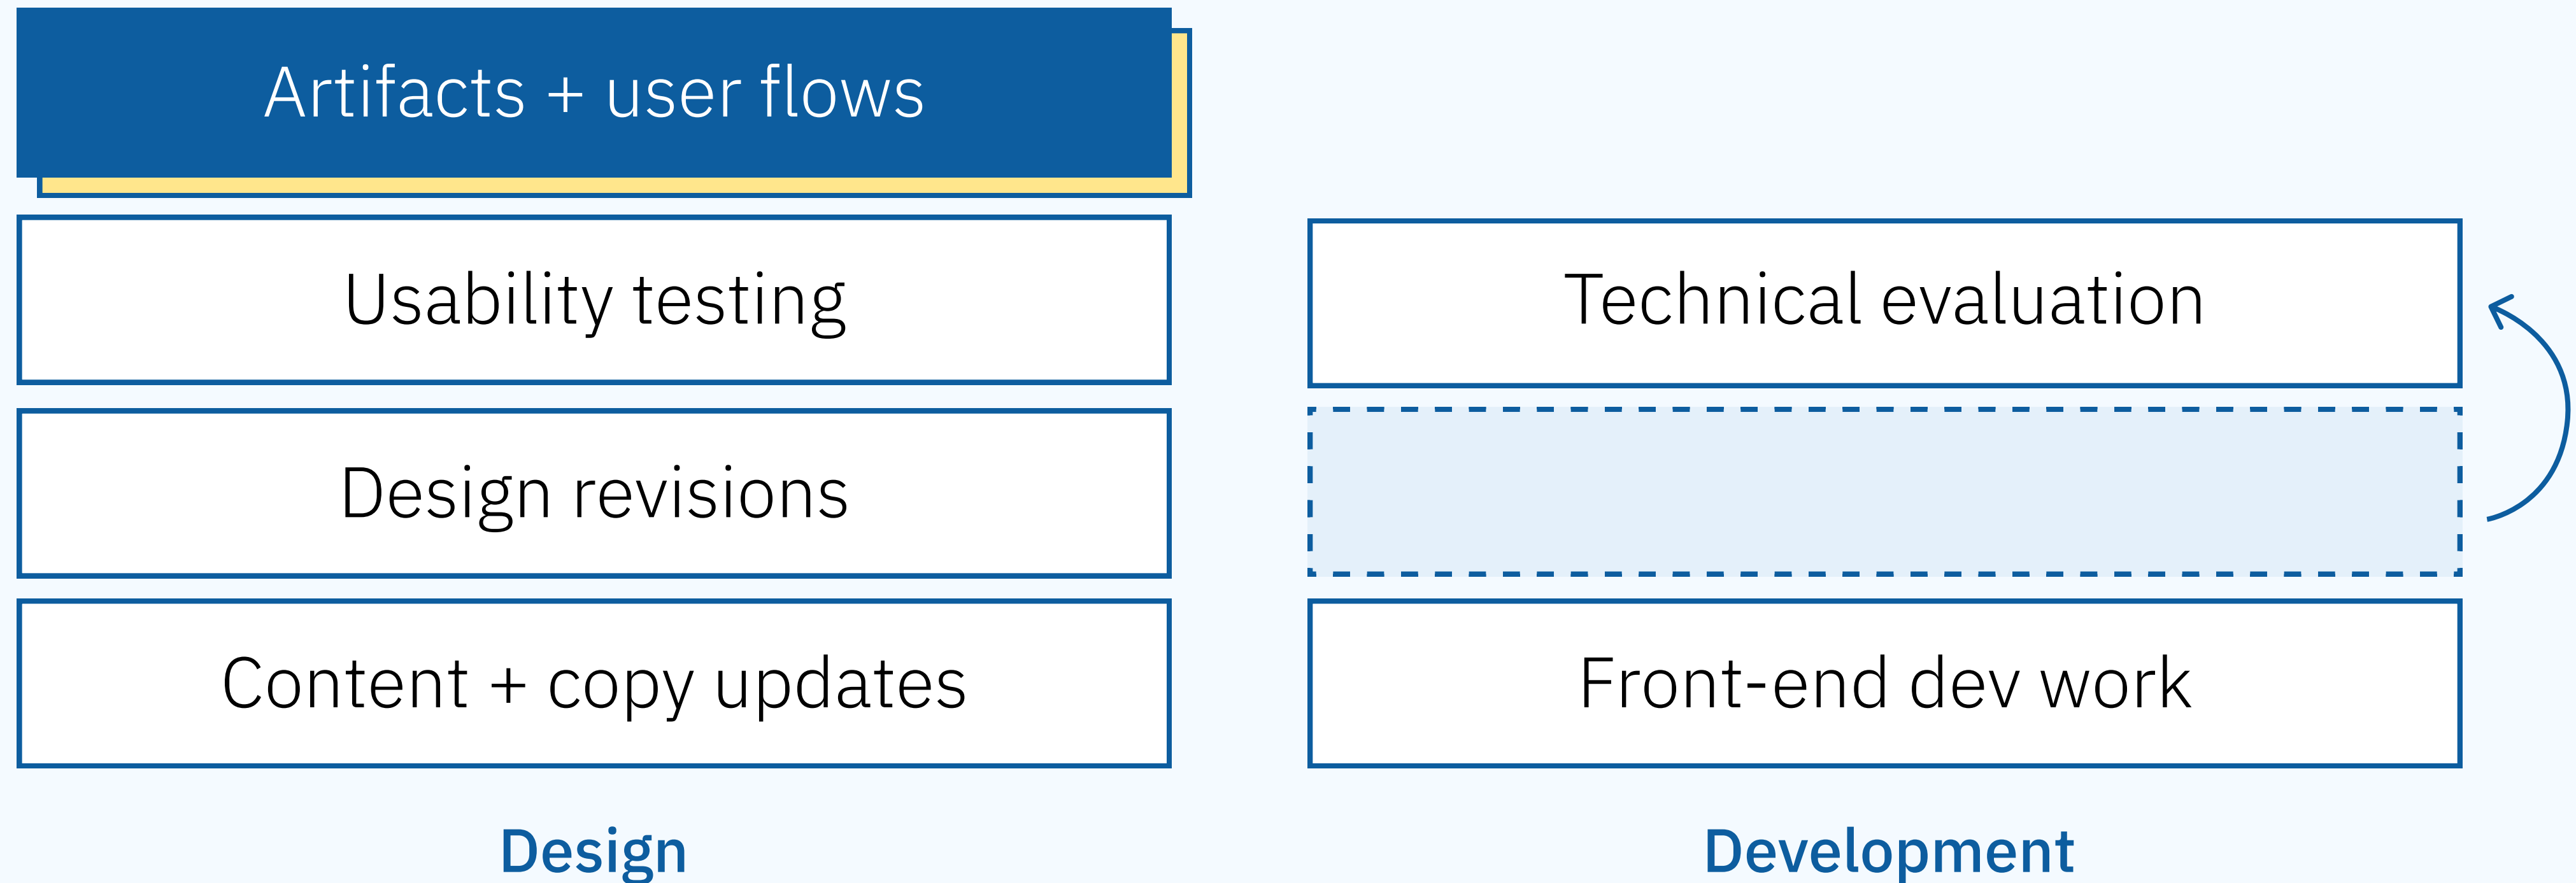 Artifacts + user flows
Usability testing
Technical evaluation
Design revisions
Content + copy updates
Front-end dev work
Design
Development